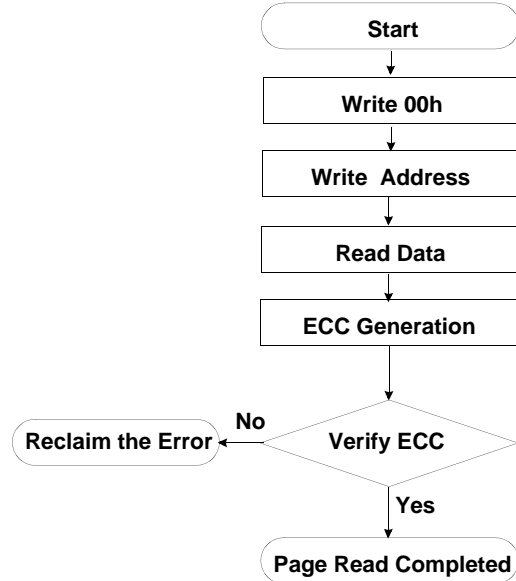 Start
Write 00h
Write Address
Read Data
ECC Generation
No
Reclaim the Error
Verify ECC
Yes
Page Read Completed